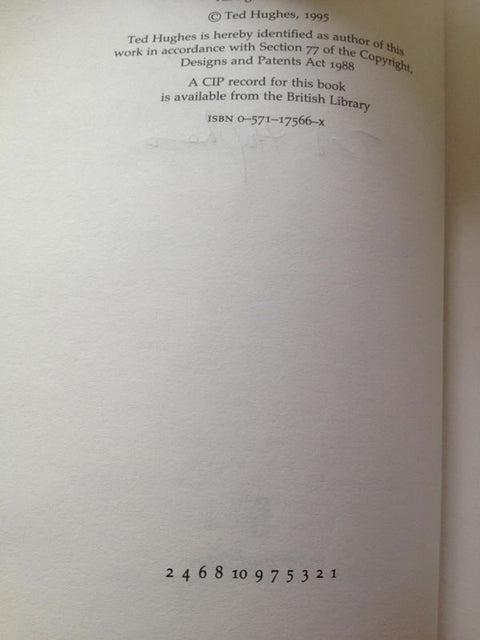 © Ted Hughes, 1995
Ted Hughes is hereby identified as author of this
work in accordance with Section 77 of the Copyright,
Designs and Patents Act 1988
A CIP record for this book
is available from the British Library
ISBN 0–571–17566–X
2 4 6 8 10 9 7 5 3 2 1